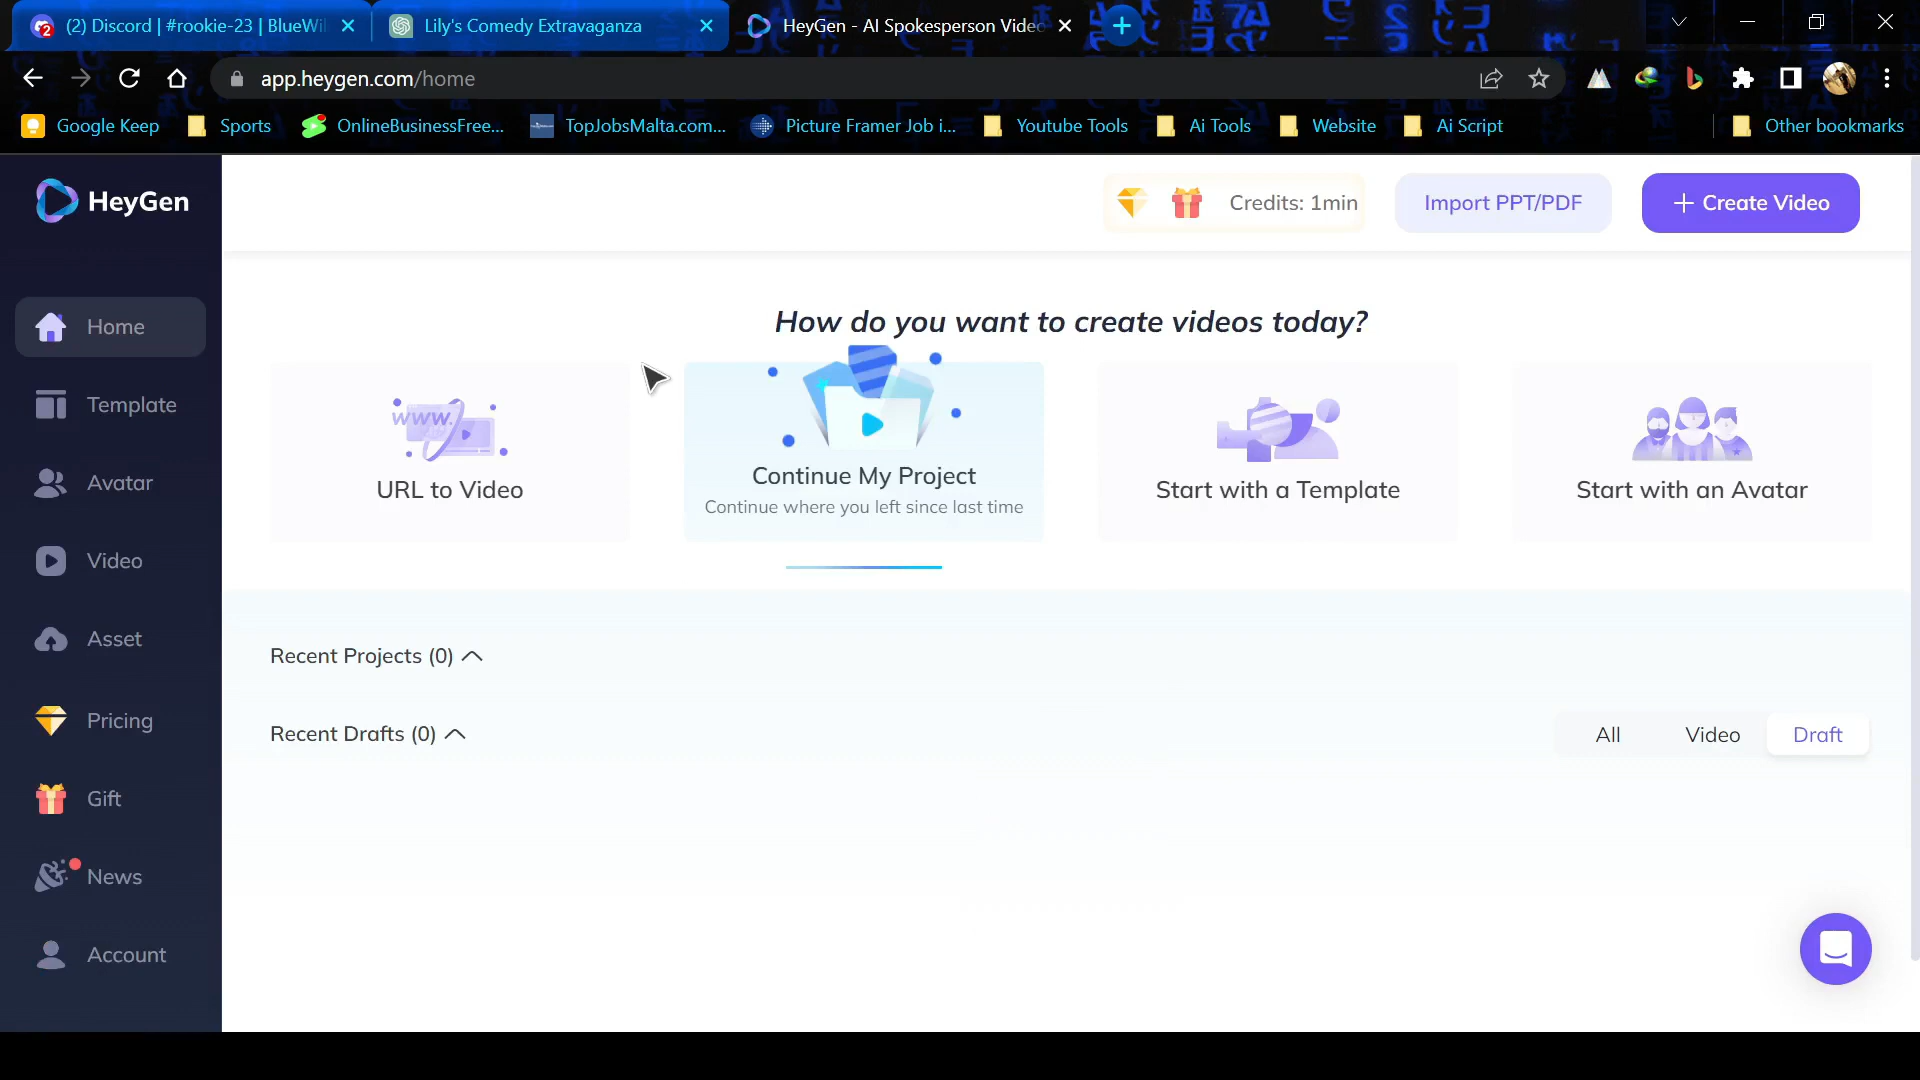 (2) Discord | #rookie-23 | BlueWil
Lily's Comedy Extravaganza
HeyGen - AI Spokesperson Video
app.heygen.com/home
Google Keep
Sports
OnlineBusinessFree...
TopJobsMalta.com...
Picture Framer Job i...
Youtube Tools
Ai Tools
Website
Ai Script
Other bookmarks
HeyGen
Credits: 1min
Import PPT/PDF
+ Create Video
Home
Template
Avatar
Video
Asset
Pricing
Gift
News
Account
How do you want to create videos today?
www.
URL to Video
Continue My Project
Continue where you left since last time
Start with a Template
Start with an Avatar
Recent Projects (0)
Recent Drafts (0)
All
Video
Draft